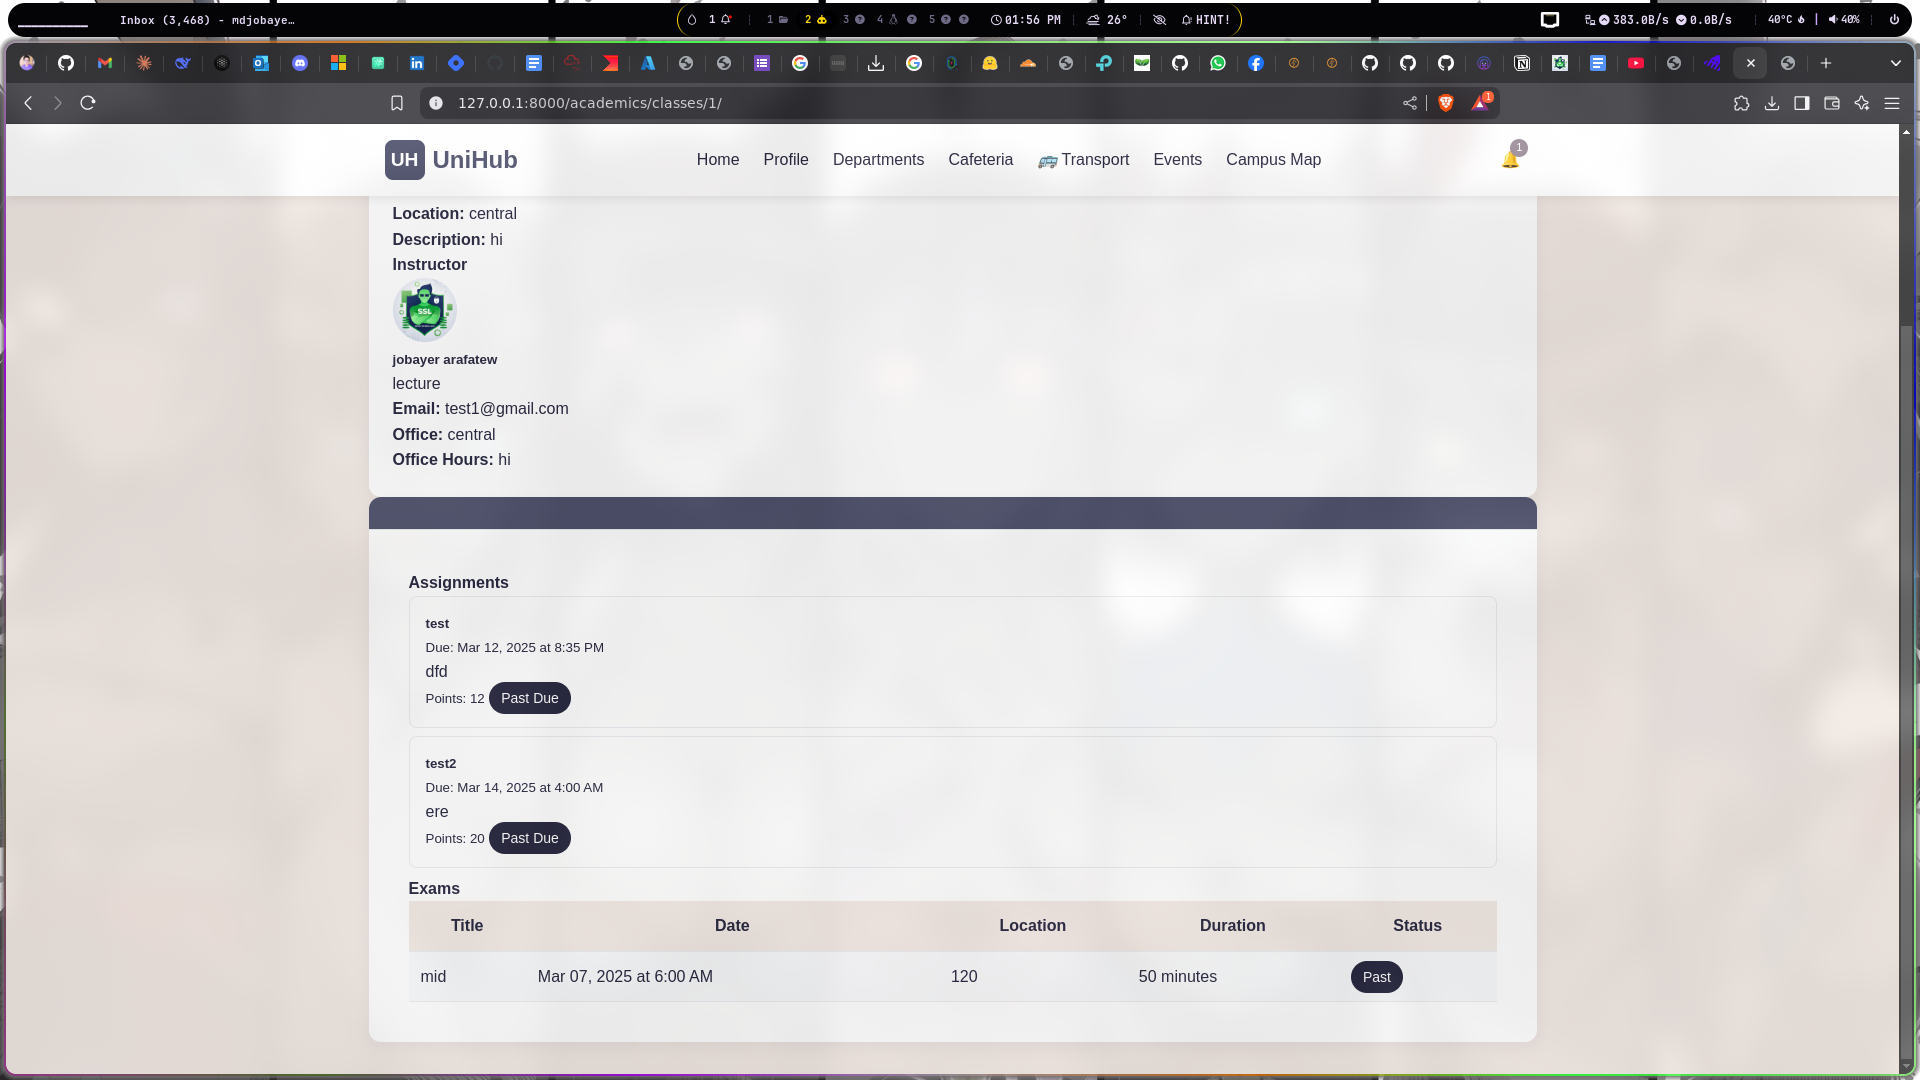 Inbox (3,468) - mdjobaye…
1
1
2
3
4
5
01:56 PM
26°
HINT!
383.0B/s
0.0B/s
40°C
40%
127.0.0.1:8000/academics/classes/1/
1
UH UniHub
Home
Profile
Departments
Cafeteria
Transport
Events
Campus Map
1
Location: central
Description: hi
Instructor
SSL
jobayer arafatew
lecture
Email: test1@gmail.com
Office: central
Office Hours: hi
Assignments
test
Due: Mar 12, 2025 at 8:35 PM
dfd
Points: 12 Past Due
test2
Due: Mar 14, 2025 at 4:00 AM
ere
Points: 20 Past Due
Exams
Title Date Location Duration Status
mid Mar 07, 2025 at 6:00 AM 120 50 minutes Past